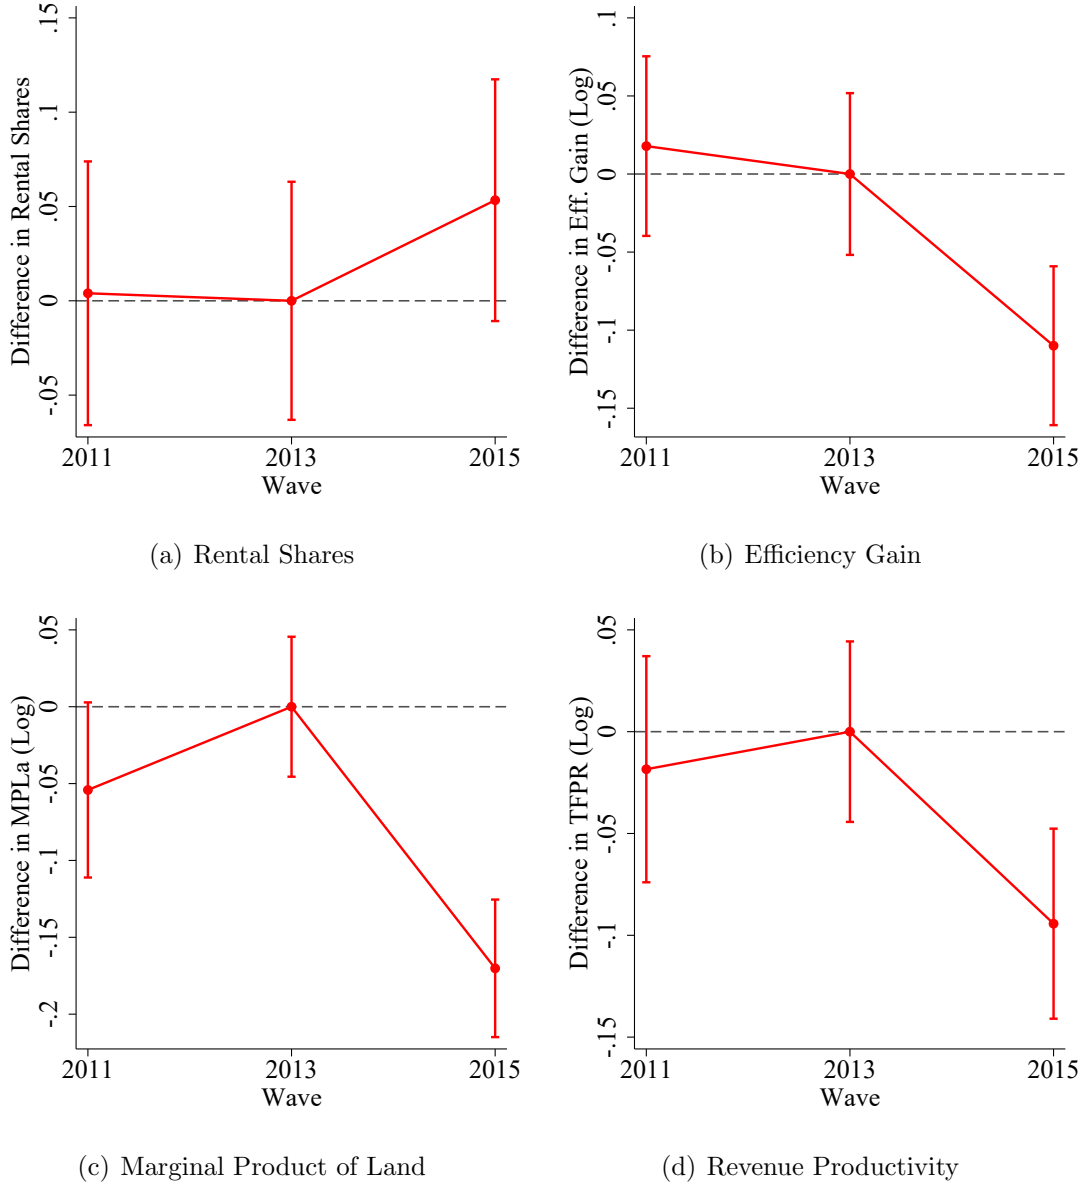 Difference in Rental Shares
.15
.1
.05
0
-.05
2011 2013 2015
Wave
(a) Rental Shares
Difference in Eff. Gain (Log)
.1
.05
0
-.05
-.1
-.15
2011 2013 2015
Wave
(b) Efficiency Gain
Difference in MPLa (Log)
.05
0
-.05
-.1
-.15
-.2
2011 2013 2015
Wave
(c) Marginal Product of Land
Difference in TFPR (Log)
.05
0
-.05
-.1
-.15
2011 2013 2015
Wave
(d) Revenue Productivity